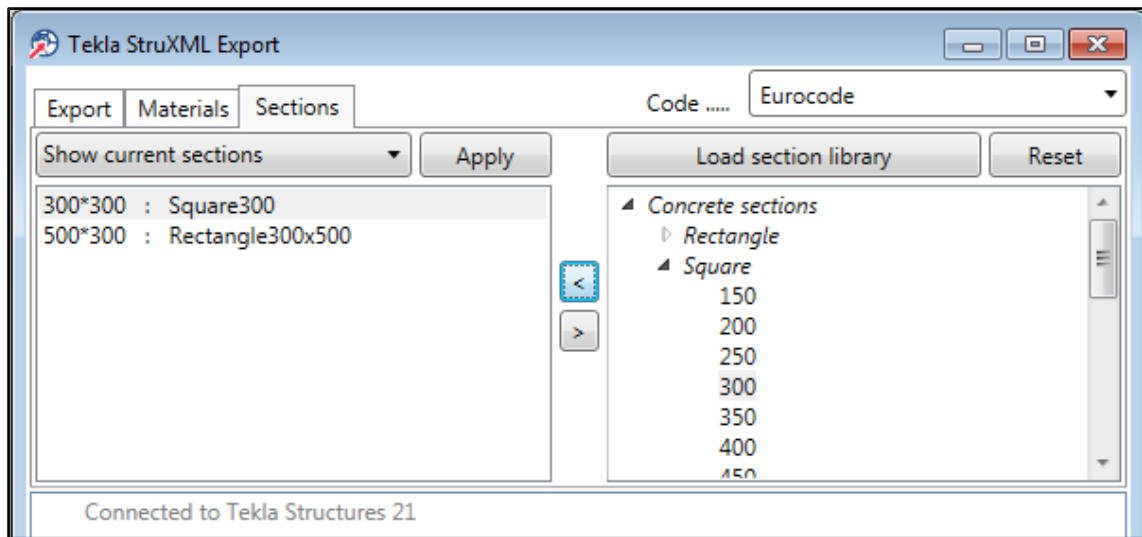 Tekla StruXML Export
Export Materials Sections Code ..... Eurocode
Show current sections Apply Load section library Reset
300*300 : Square300
500*300 : Rectangle300x500
<
>
Concrete sections
Rectangle
Square
150
200
250
300
350
400
450
Connected to Tekla Structures 21